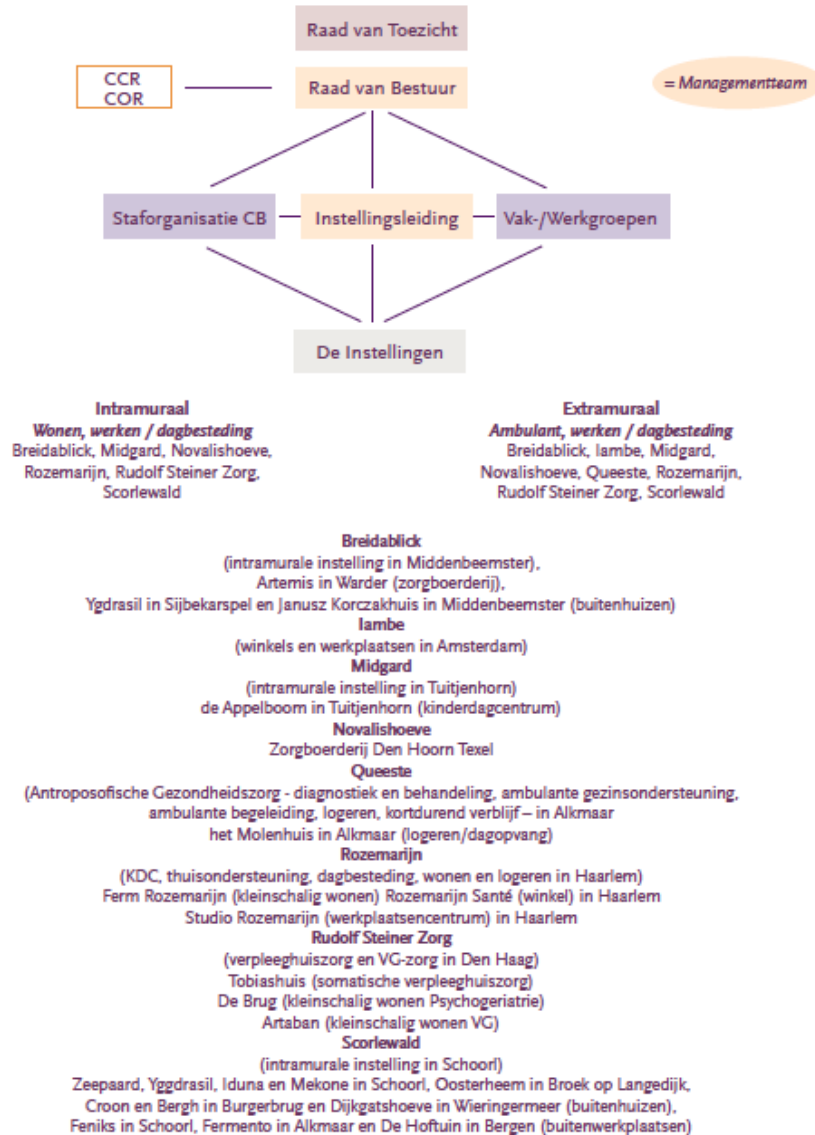 Raad van Toezicht
CCR
COR
Raad van Bestuur
= Managementteam
Staforganisatie CB
Instellingsleiding
Vak-/Werkgroepen
De Instellingen
Intramuraal
Wonen, werken / dagbesteding
Breidablick, Midgard, Novalishoeve,
Rozemarijn, Rudolf Steiner Zorg,
Scorlewald
Extramuraal
Ambulant, werken / dagbesteding
Breidablick, Iambe, Midgard,
Novalishoeve, Queeste, Rozemarijn,
Rudolf Steiner Zorg, Scorlewald
Breidablick
(intramurale instelling in Middenbeemster),
Artemis in Warder (zorgboerderij),
Ygdrasil in Sijbekarspel en Janusz Korczakhuis in Middenbeemster (buitenhuizen)
Iambe
(winkels en werkplaatsen in Amsterdam)
Midgard
(intramurale instelling in Tuitjenhorn)
de Appelboom in Tuitjenhorn (kinderdagcentrum)
Novalishoeve
Zorgboerderij Den Hoorn Texel
Queeste
(Antroposofische Gezondheidszorg - diagnostiek en behandeling, ambulante gezinsondersteuning,
ambulante begeleiding, logeren, kortdurend verblijf – in Alkmaar
het Molenhuis in Alkmaar (logeren/dagopvang)
Rozemarijn
(KDC, thuisondersteuning, dagbesteding, wonen en logeren in Haarlem)
Ferm Rozemarijn (kleinschalig wonen) Rozemarijn Santé (winkel) in Haarlem
Studio Rozemarijn (werkplaatsencentrum) in Haarlem
Rudolf Steiner Zorg
(verpleeghuiszorg en VG-zorg in Den Haag)
Tobiashuis (somatische verpleeghuiszorg)
De Brug (kleinschalig wonen Psychogeriatrie)
Artaban (kleinschalig wonen VG)
Scorlewald
(intramurale instelling in Schoorl)
Zeepaard, Yggdrasil, Iduna en Mekone in Schoorl, Oosterheem in Broek op Langedijk,
Croon en Bergh in Burgerbrug en Dijkgatshoeve in Wieringermeer (buitenhuizen),
Feniks in Schoorl, Fermento in Alkmaar en De Hoftuin in Bergen (buitenwerkplaatsen)